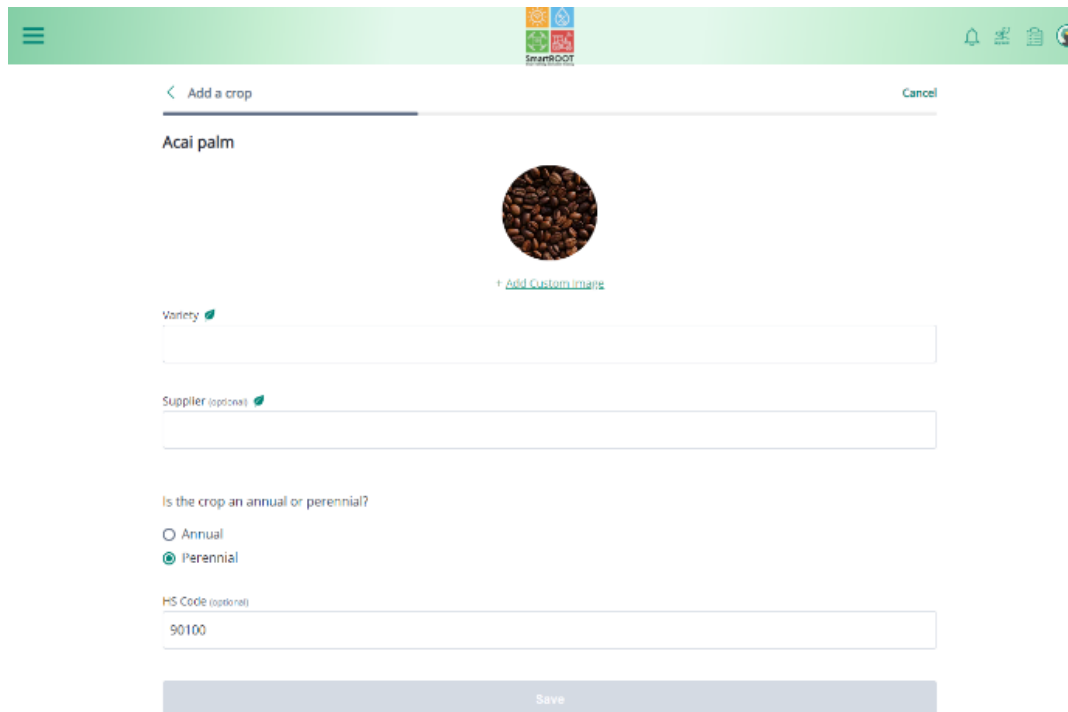 SmartROOT
Add a crop
Cancel
Acai palm
+ Add Custom Image
Variety
Supplier (optional)
Is the crop an annual or perennial?
Annual
Perennial
HS Code (optional)
90100
Save